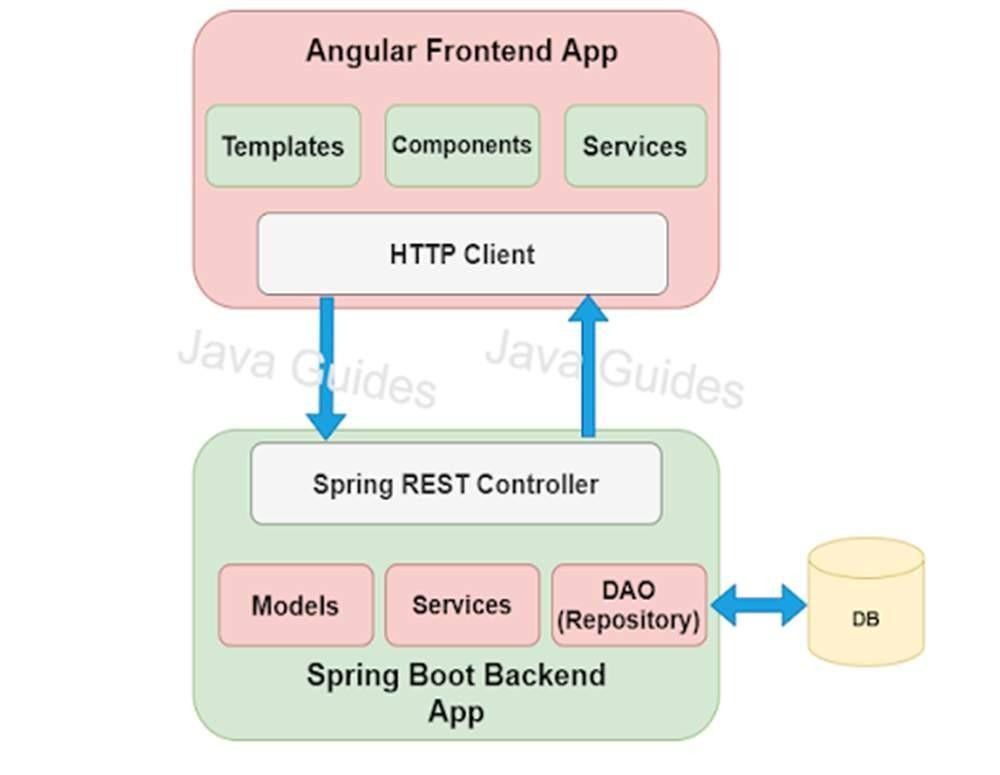 Angular Frontend App
Templates
Components
Services
HTTP Client
Java Guides
Java Guides
Spring REST Controller
Models
Services
DAO
(Repository)
DB
Spring Boot Backend
App